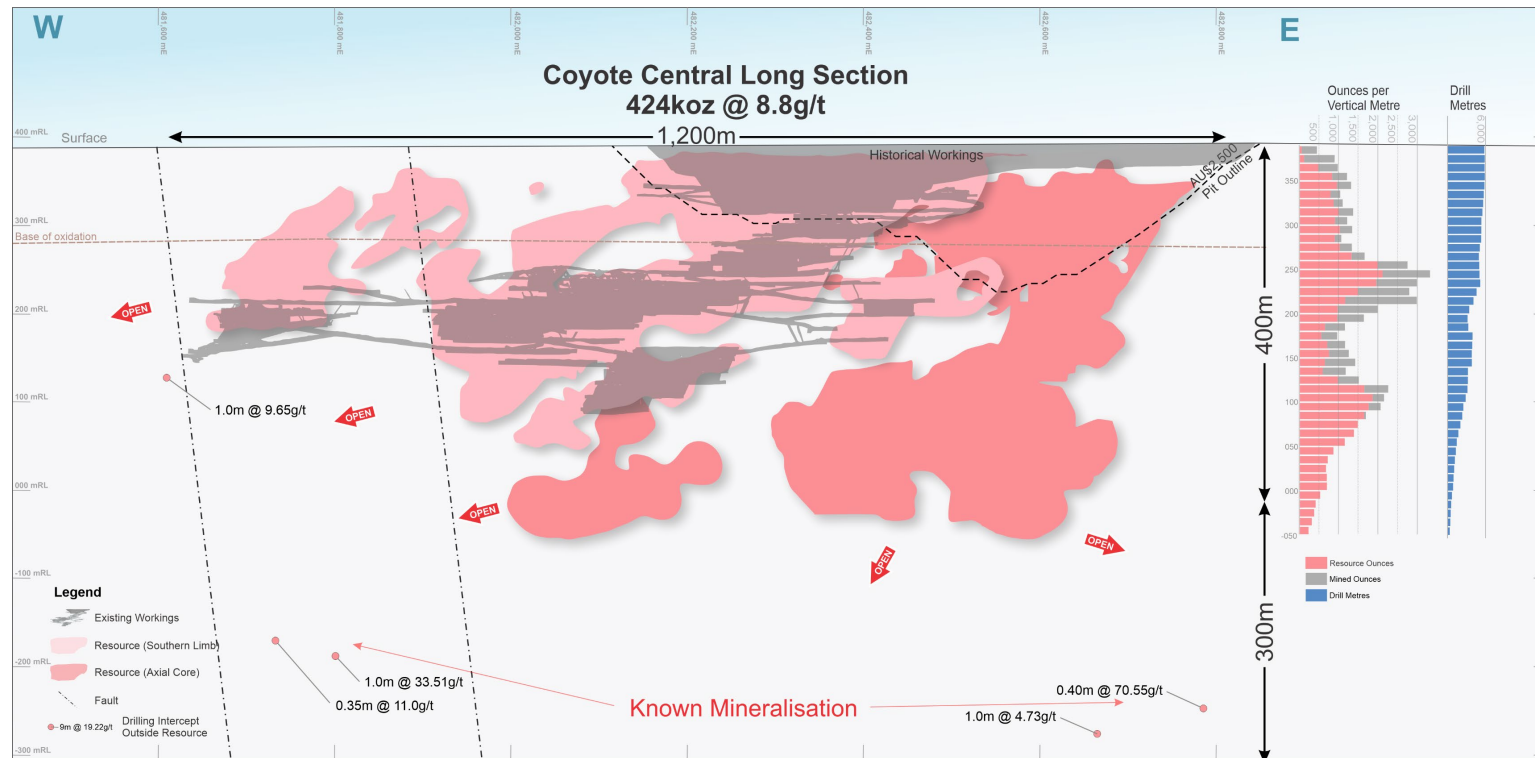 W
E
481,600 mE
481,800 mE
482,000 mE
482,200 mE
482,400 mE
482,600 mE
482,800 mE
Coyote Central Long Section
424koz @ 8.8g/t
1,200m
400 mRL
Surface
Historical Workings
AU$2,500
Pit Outline
300 mRL
Base of oxidation
200 mRL
OPEN
100 mRL
1.0m @ 9.65g/t
OPEN
000 mRL
OPEN
OPEN
OPEN
-100 mRL
-200 mRL
-300 mRL
400m
300m
Legend
Existing Workings
Resource (Southern Limb)
Resource (Axial Core)
Fault
9m @ 19.22g/t
Drilling Intercept
Outside Resource
1.0m @ 33.51g/t
0.35m @ 11.0g/t
Known Mineralisation
0.40m @ 70.55g/t
1.0m @ 4.73g/t
Ounces per
Vertical Metre
500
1,000
1,500
2,000
2,500
3,000
Drill
Metres
6,000
350
300
250
200
150
100
050
000
-050
Resource Ounces
Mined Ounces
Drill Metres